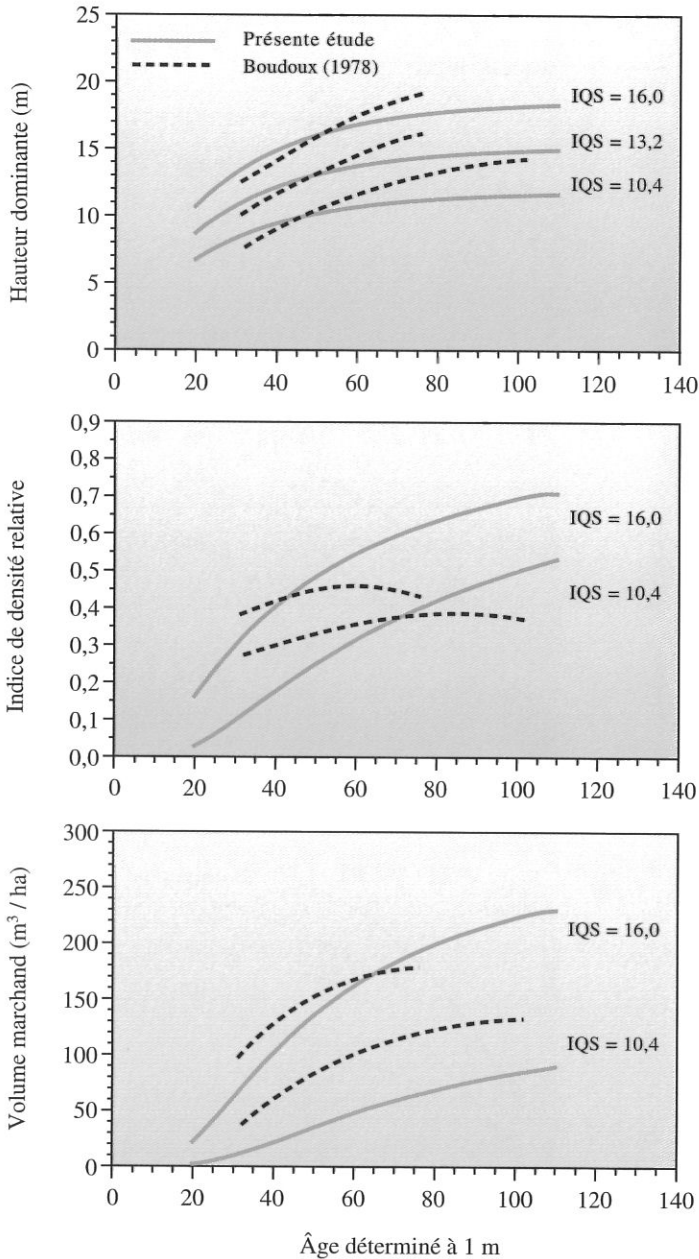 25
Présente étude
Boudoux (1978)
IQS = 16,0
20
IQS = 13,2
15
IQS = 10,4
10
5
0
Hauteur dominante (m)
0 20 40 60 80 100 120 140
0,9
0,8
0,7
IQS = 16,0
0,6
0,5
IQS = 10,4
0,4
0,3
0,2
0,1
0,0
Indice de densité relative
0 20 40 60 80 100 120 140
300
250
IQS = 16,0
200
150
IQS = 10,4
100
50
0
Volume marchand (m³ / ha)
0 20 40 60 80 100 120 140
Âge déterminé à 1 m